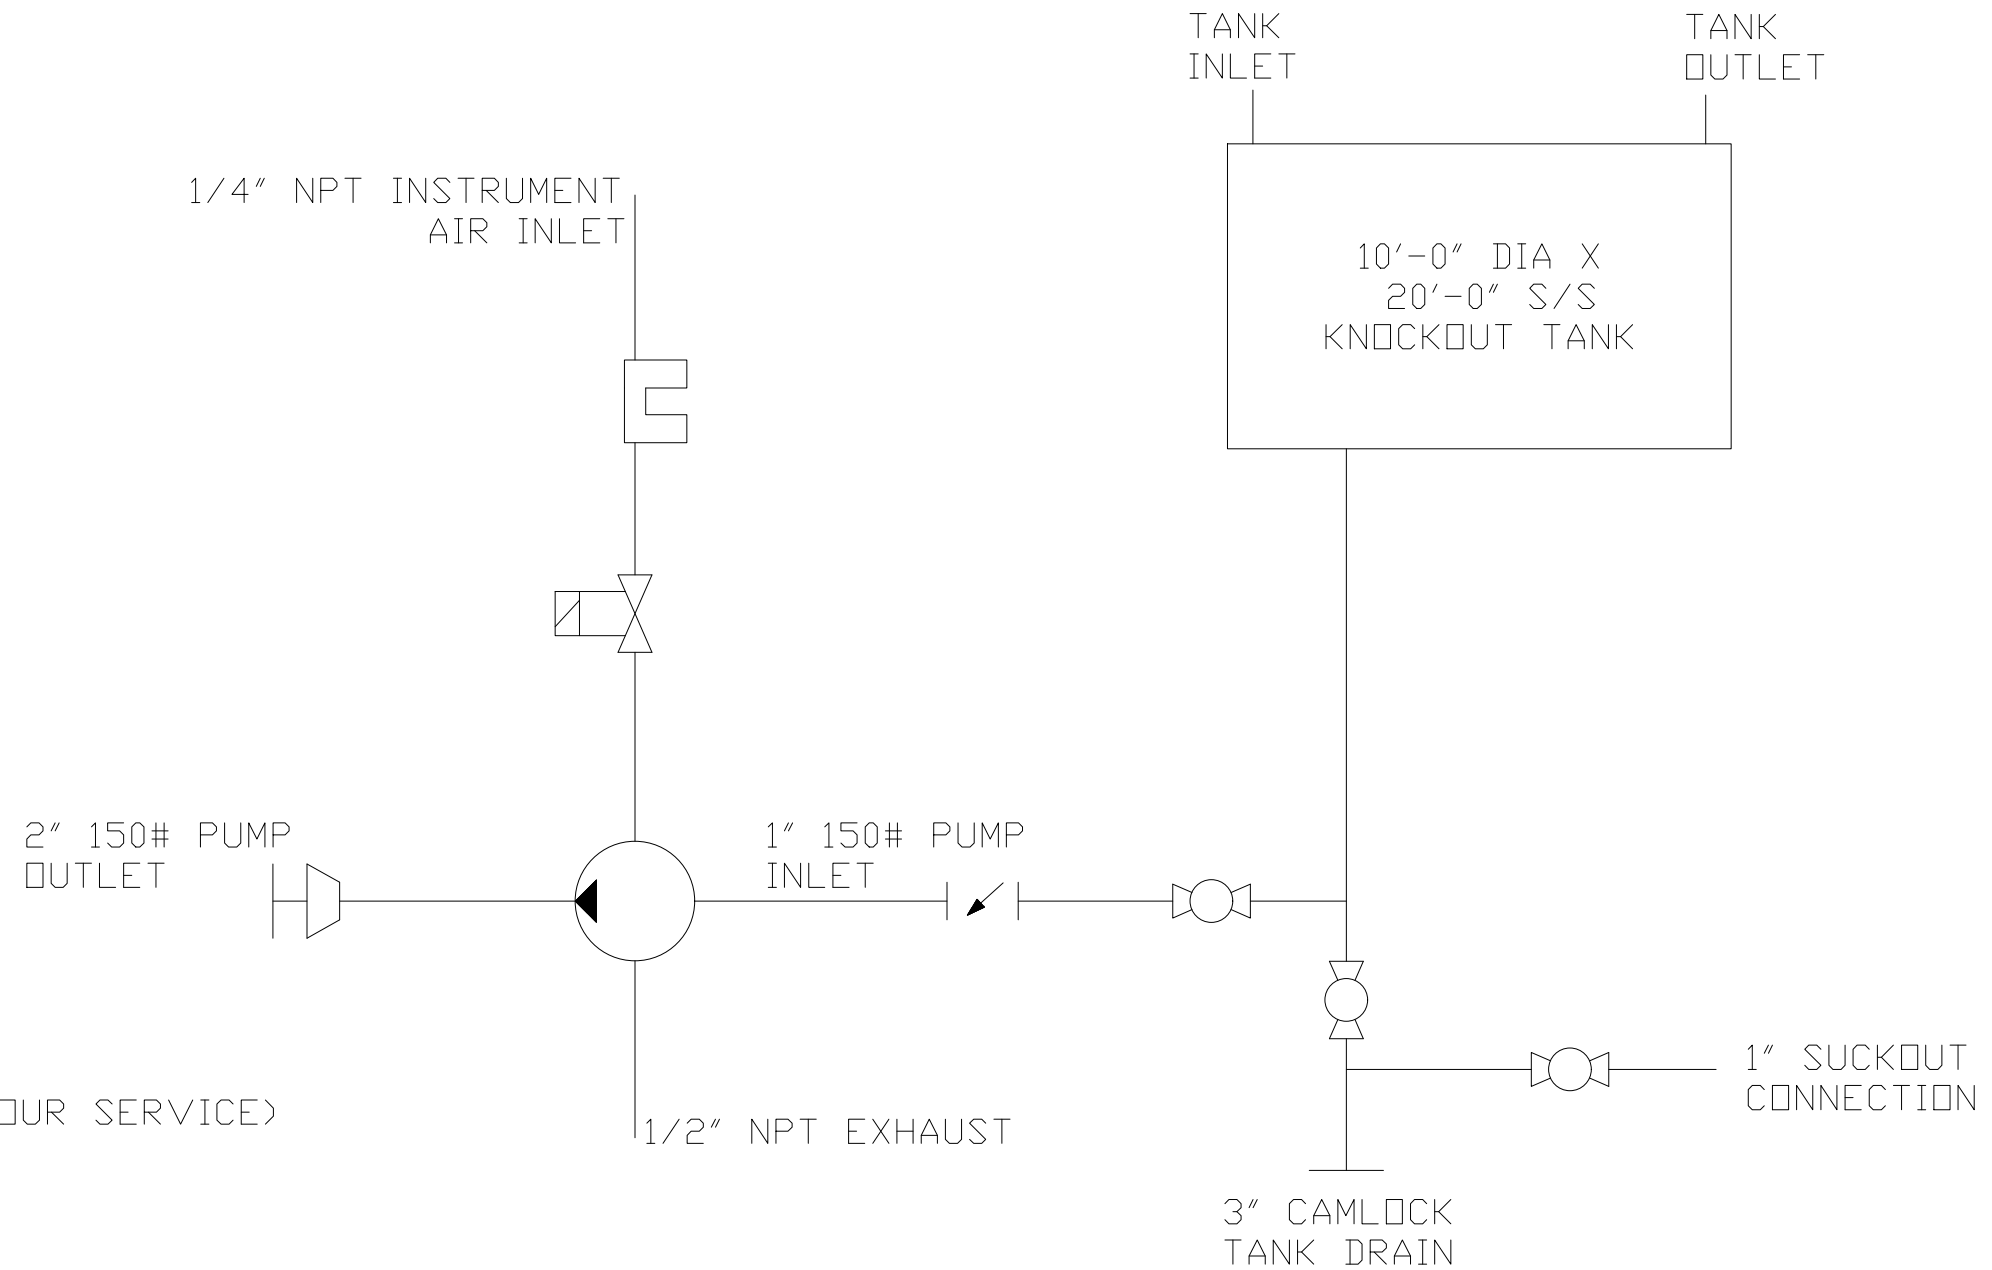 TANK
INLET
TANK
OUTLET
1/4" NPT INSTRUMENT
AIR INLET
10'-0" DIA X
20'-0" S/S
KNOCKOUT TANK
2" 150# PUMP
OUTLET
1" 150# PUMP
INLET
1" SUCKOUT
CONNECTION
OUR SERVICE)
1/2" NPT EXHAUST
3" CAMLOCK
TANK DRAIN